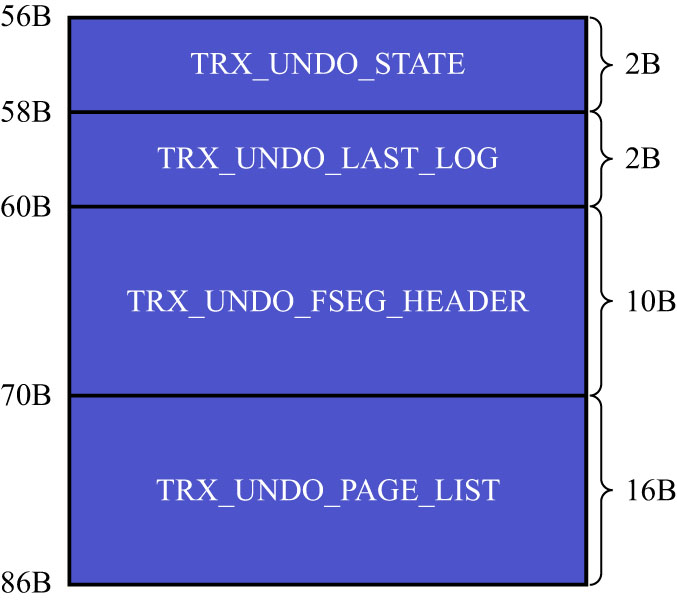 56B
TRX_UNDO_STATE
2B
58B
TRX_UNDO_LAST_LOG
2B
60B
TRX_UNDO_FSEG_HEADER
10B
70B
TRX_UNDO_PAGE_LIST
16B
86B